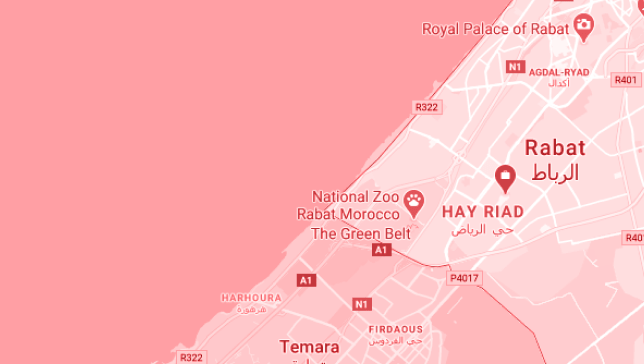 Royal Palace of Rabat
N1
AGDAL-RYAD
أكدال
R401
R322
Rabat
الرباط
National Zoo
Rabat Morocco
HAY RIAD
حي الرياض
The Green Belt
A1
R40
P4017
A1
HARHOURA
هرهورة
N1
FIRDAOUS
حي الفردوس
Temara
R322